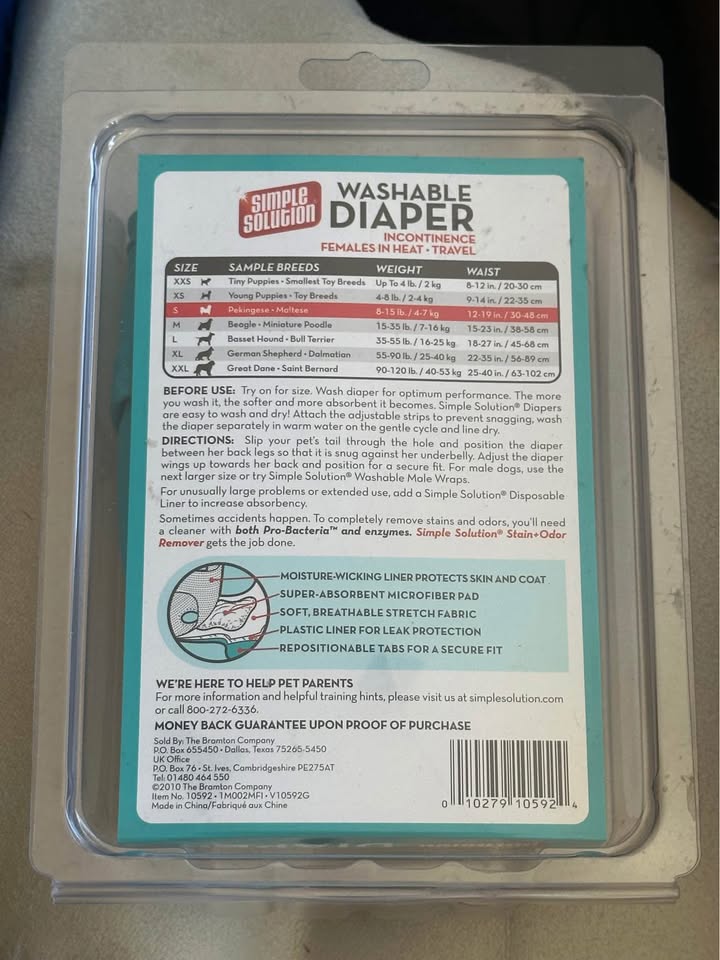 SIMPLE
SOLUTION
WASHABLE
DIAPER
INCONTINENCE
FEMALES IN HEAT • TRAVEL
SIZE SAMPLE BREEDS WEIGHT WAIST
XXS Tiny Puppies • Smallest Toy Breeds Up To 4 lb. / 2 kg 8-12 in. / 20-30 cm
XS Young Puppies • Toy Breeds 4-8 lb. / 2-4 kg 9-14 in. / 22-35 cm
S Pekingese • Maltese 8-15 lb. / 4-7 kg 12-19 in. / 30-48 cm
M Beagle • Miniature Poodle 15-35 lb. / 7-16 kg 15-23 in. / 38-58 cm
L Basset Hound • Bull Terrier 35-55 lb. / 16-25 kg 18-27 in. / 45-68 cm
XL German Shepherd • Dalmatian 55-90 lb. / 25-40 kg 22-35 in. / 56-89 cm
XXL Great Dane • Saint Bernard 90-120 lb. / 40-53 kg 25-40 in. / 63-102 cm
BEFORE USE: Try on for size. Wash diaper for optimum performance. The more
you wash it, the softer and more absorbent it becomes. Simple Solution® Diapers
are easy to wash and dry! Attach the adjustable strips to prevent snagging, wash
the diaper separately in warm water on the gentle cycle and line dry.
DIRECTIONS: Slip your pet's tail through the hole and position the diaper
between her back legs so that it is snug against her underbelly. Adjust the diaper
wings up towards her back and position for a secure fit. For male dogs, use the
next larger size or try Simple Solution® Washable Male Wraps.
For unusually large problems or extended use, add a Simple Solution® Disposable
Liner to increase absorbency.
Sometimes accidents happen. To completely remove stains and odors, you'll need
a cleaner with both Pro-Bacteria™ and enzymes. Simple Solution® Stain+Odor
Remover gets the job done.
MOISTURE-WICKING LINER PROTECTS SKIN AND COAT
SUPER-ABSORBENT MICROFIBER PAD
SOFT, BREATHABLE STRETCH FABRIC
PLASTIC LINER FOR LEAK PROTECTION
REPOSITIONABLE TABS FOR A SECURE FIT
WE'RE HERE TO HELP PET PARENTS
For more information and helpful training hints, please visit us at simplesolution.com
or call 800-272-6336.
MONEY BACK GUARANTEE UPON PROOF OF PURCHASE
Sold By: The Bramton Company
P.O. Box 655450 • Dallas, Texas 75265-5450
UK Office
P.O. Box 76 • St. Ives, Cambridgeshire PE275AT
Tel: 01480 464 550
©2010 The Bramton Company
Item No. 10592 • 1M002MFI • V10592G
Made in China/Fabriqué aux Chine
0 10279 10592 4